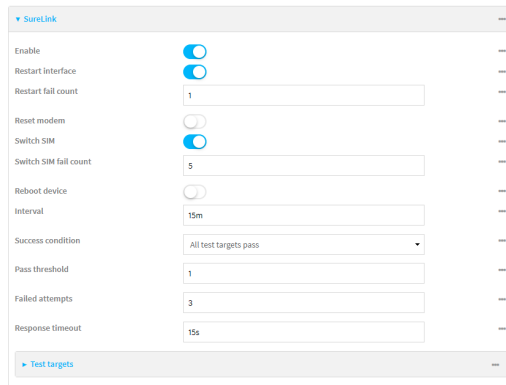 SureLink
Enable
Restart interface
Restart fail count
1
Reset modem
Switch SIM
Switch SIM fail count
5
Reboot device
Interval
15m
Success condition
All test targets pass
Pass threshold
1
Failed attempts
3
Response timeout
15s
Test targets